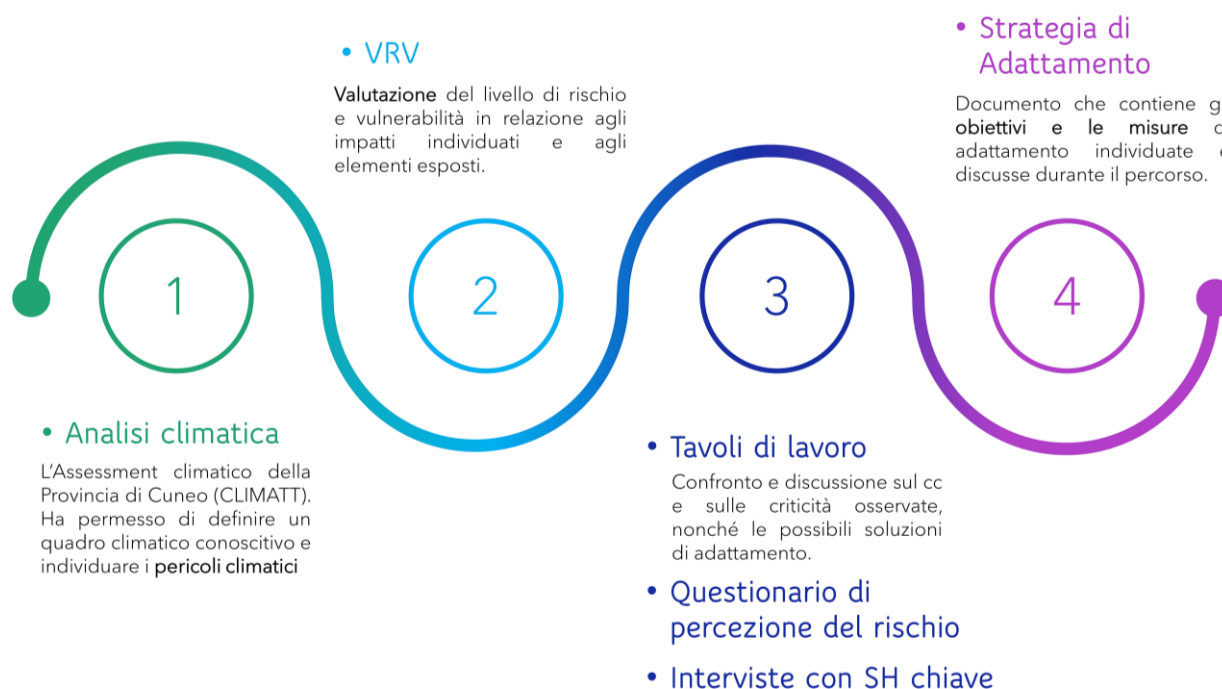 • Strategia di
Adattamento
• VRV
Valutazione del livello di rischio
e vulnerabilità in relazione agli
impatti individuati e agli
elementi esposti.
Documento che contiene
obiettivi e le misure
adattamento individuate
discusse durante il percorso.
1
2
3
4
• Analisi climatica
L'Assessment climatico della
Provincia di Cuneo (CLIMATT).
Ha permesso di definire un
quadro climatico conoscitivo e
individuare i pericoli climatici
• Tavoli di lavoro
Confronto e discussione sul cc
e sulle criticità osservate,
nonché le possibili soluzioni
di adattamento.
• Questionario di
percezione del rischio
• Interviste con SH chiave